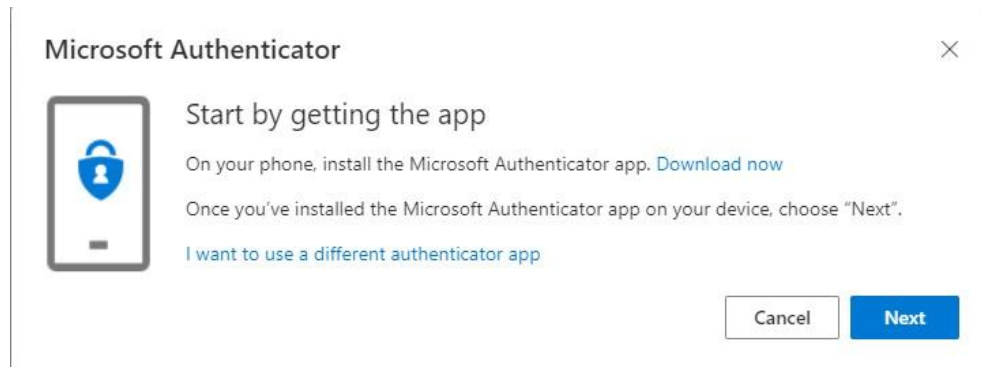 Microsoft Authenticator
Start by getting the app
On your phone, install the Microsoft Authenticator app. Download now
Once you've installed the Microsoft Authenticator app on your device, choose “Next”.
I want to use a different authenticator app
Cancel Next